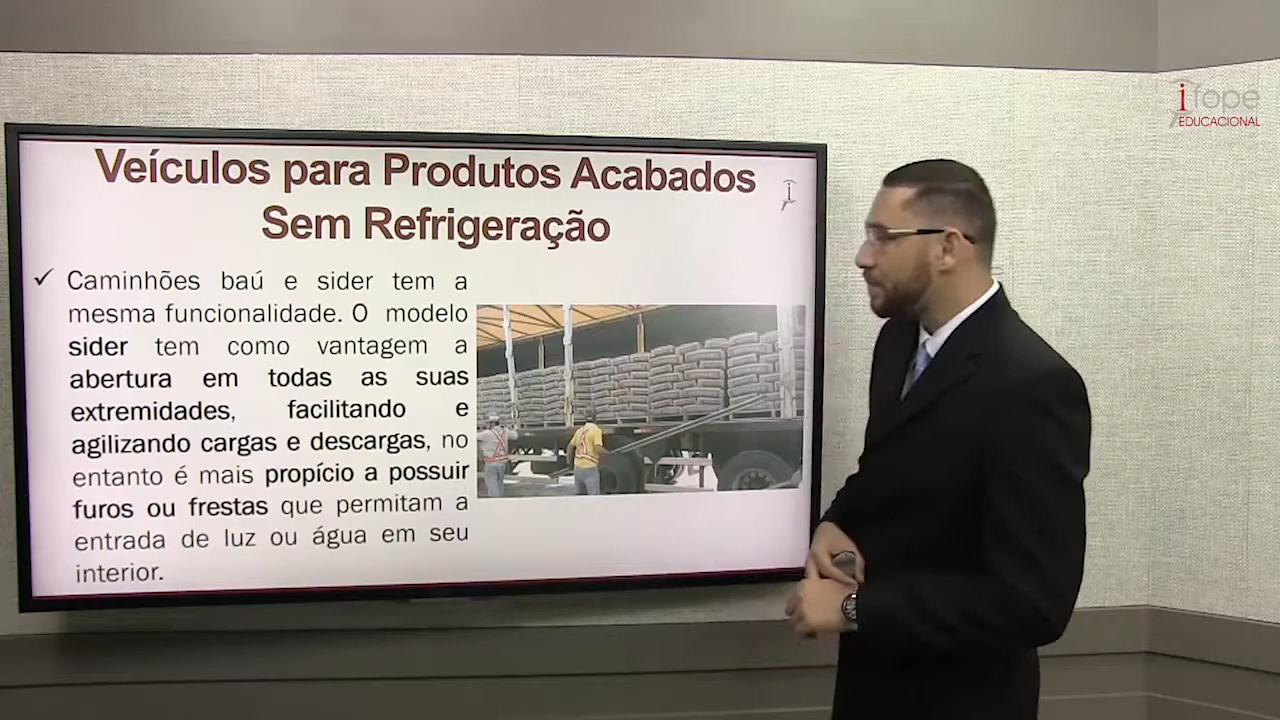 ifope
EDUCACIONAL
Veículos para Produtos Acabados
Sem Refrigeração
✓ Caminhões baú e sider tem a
mesma funcionalidade. O modelo
sider tem como vantagem a
abertura em todas as suas
extremidades, facilitando e
agilizando cargas e descargas, no
entanto é mais propício a possuir
furos ou frestas que permitam a
entrada de luz ou água em seu
interior.